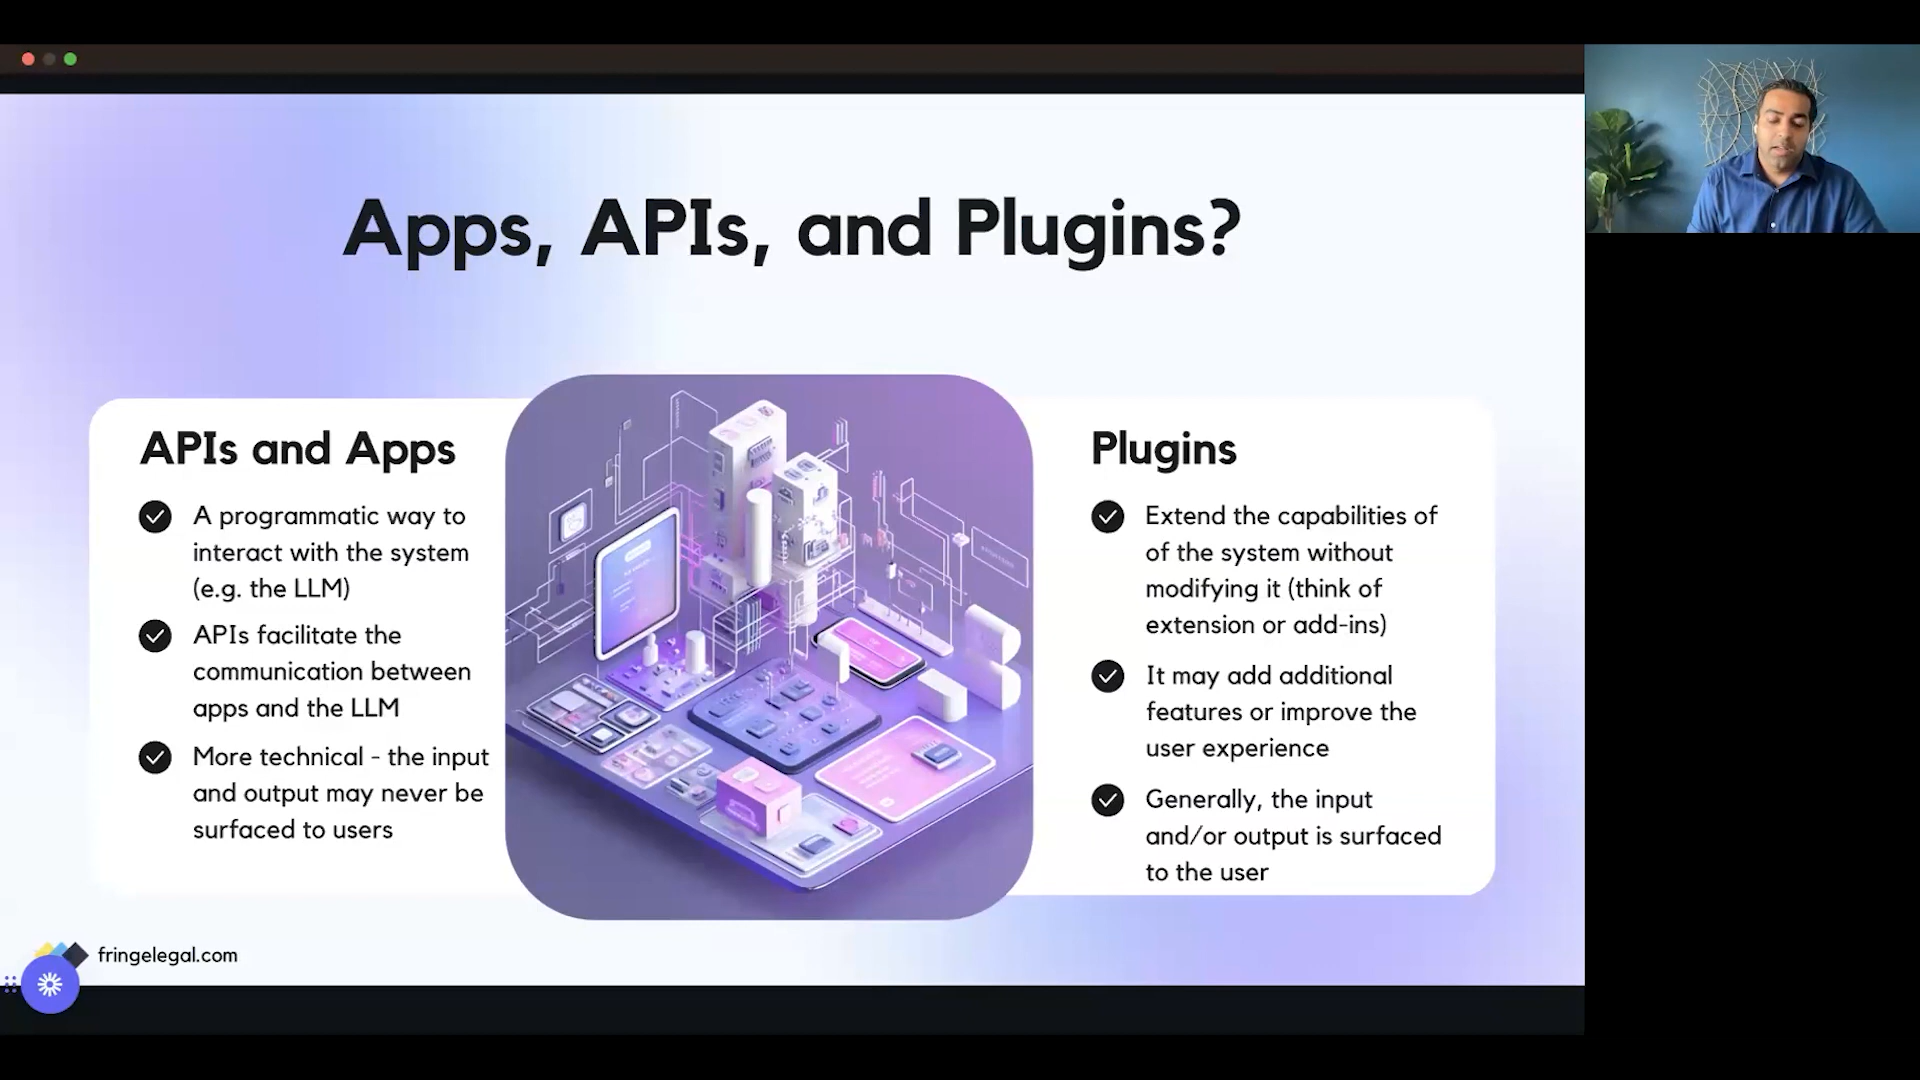 Apps, APIs, and Plugins?
APIs and Apps
A programmatic way to
interact with the system
(e.g. the LLM)
APIs facilitate the
communication between
apps and the LLM
More technical - the input
and output may never be
surfaced to users
Plugins
Extend the capabilities of
of the system without
modifying it (think of
extension or add-ins)
It may add additional
features or improve the
user experience
Generally, the input
and/or output is surfaced
to the user
fringelegal.com